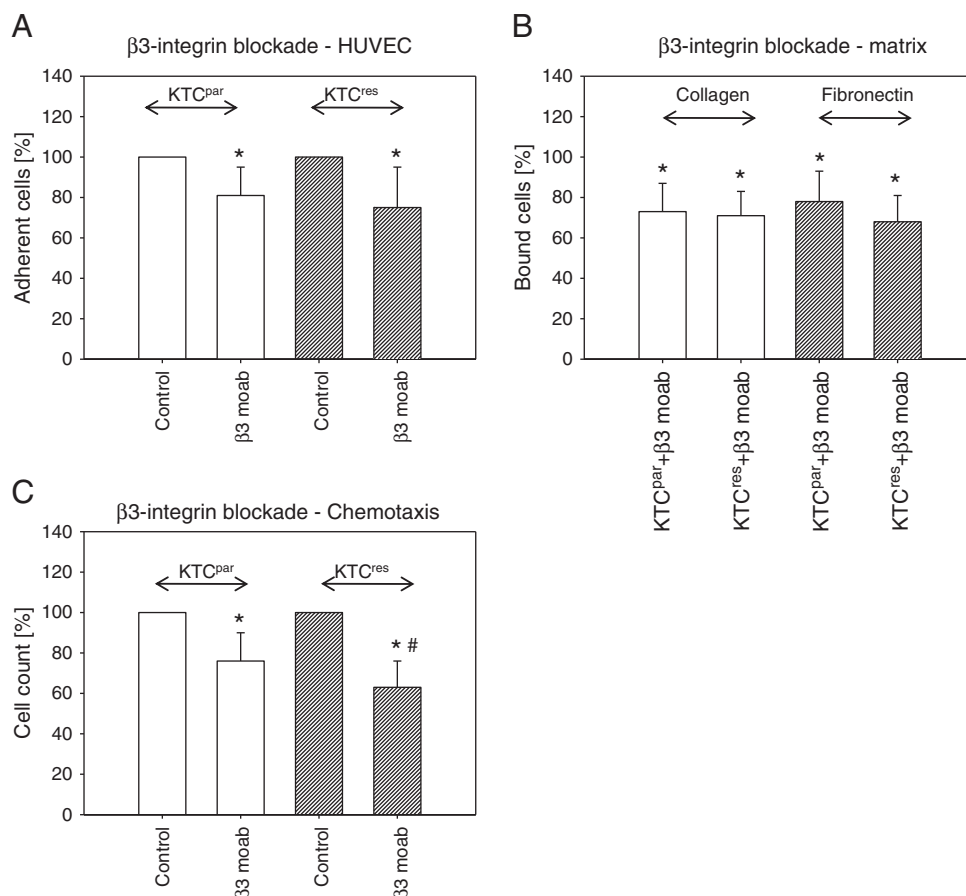 A
β3-integrin blockade - HUVEC
140
120
100
80
60
40
20
0
Adherent cells [%]
KTCpar
KTCres
*
*
Control
β3 moab
Control
β3 moab
B
β3-integrin blockade - matrix
140
120
100
80
60
40
20
0
Bound cells [%]
Collagen
Fibronectin
*
*
*
*
KTCpar+β3 moab
KTCres+β3 moab
KTCpar+β3 moab
KTCres+β3 moab
C
β3-integrin blockade - Chemotaxis
140
120
100
80
60
40
20
0
Cell count [%]
KTCpar
KTCres
*
* #
Control
β3 moab
Control
β3 moab